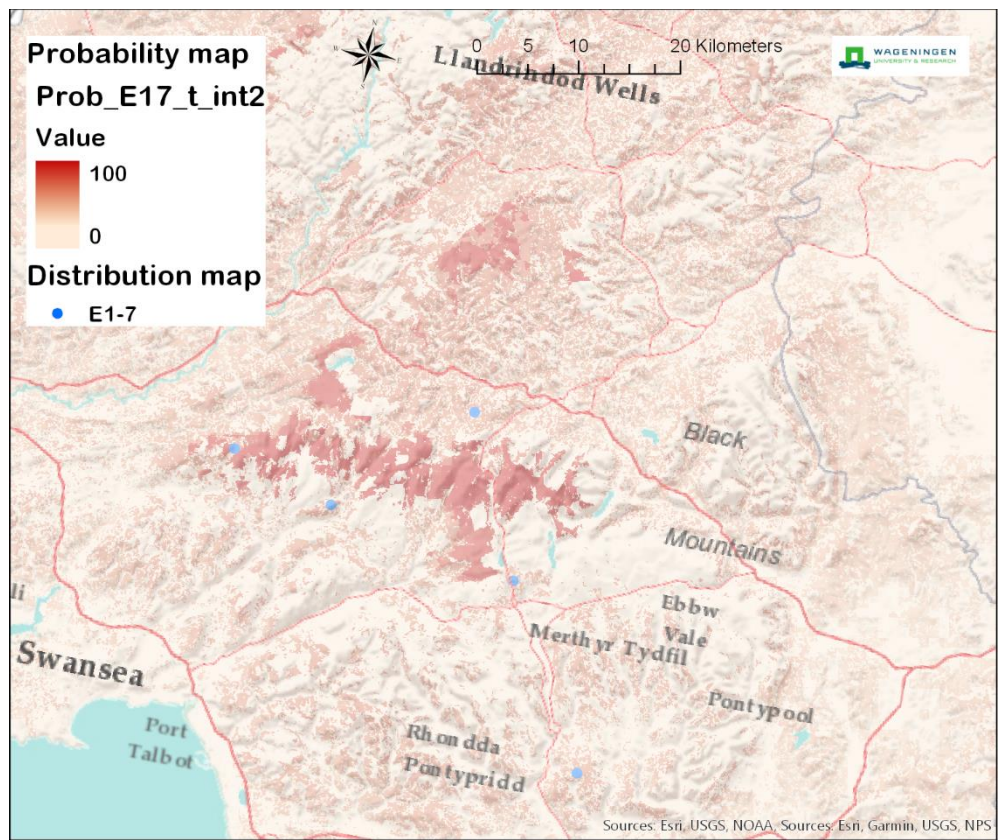 Probability map
Prob_E17_t_int2
Value
100
0
Distribution map
E1-7
N
0 5 10 20 Kilometers
Llandrindod Wells
WAGENINGEN
UNIVERSITY & RESEARCH
Black
Mountains
Ebbw
Vale
Merthyr Tydfil
li
Swansea
Pontypool
Port
Talbot
Rhondda
Pontypridd
Sources: Esri, USGS, NOAA, Sources: Esri, Garmin, USGS, NPS